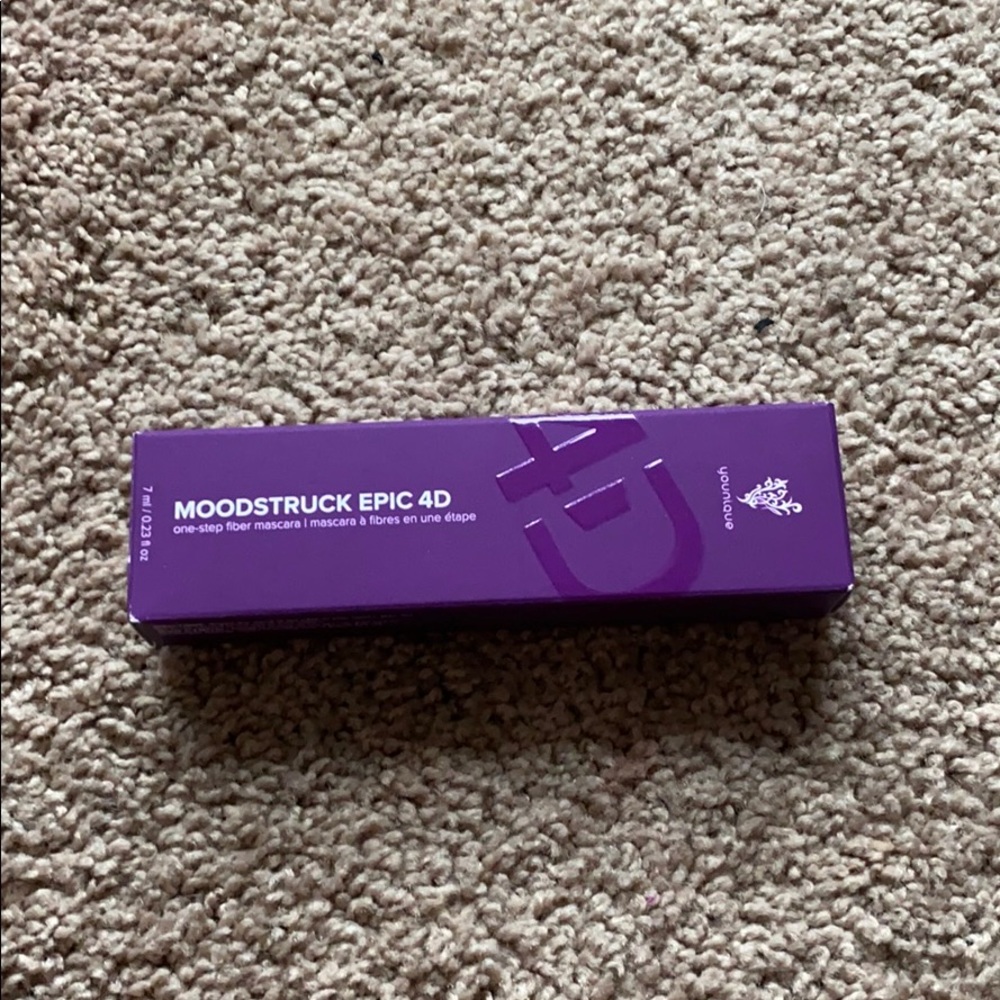 MOODSTRUCK EPIC 4D
one-step fiber mascara | mascara à fibres en une étape
7 ml / 0.23 fl oz
4D
younique